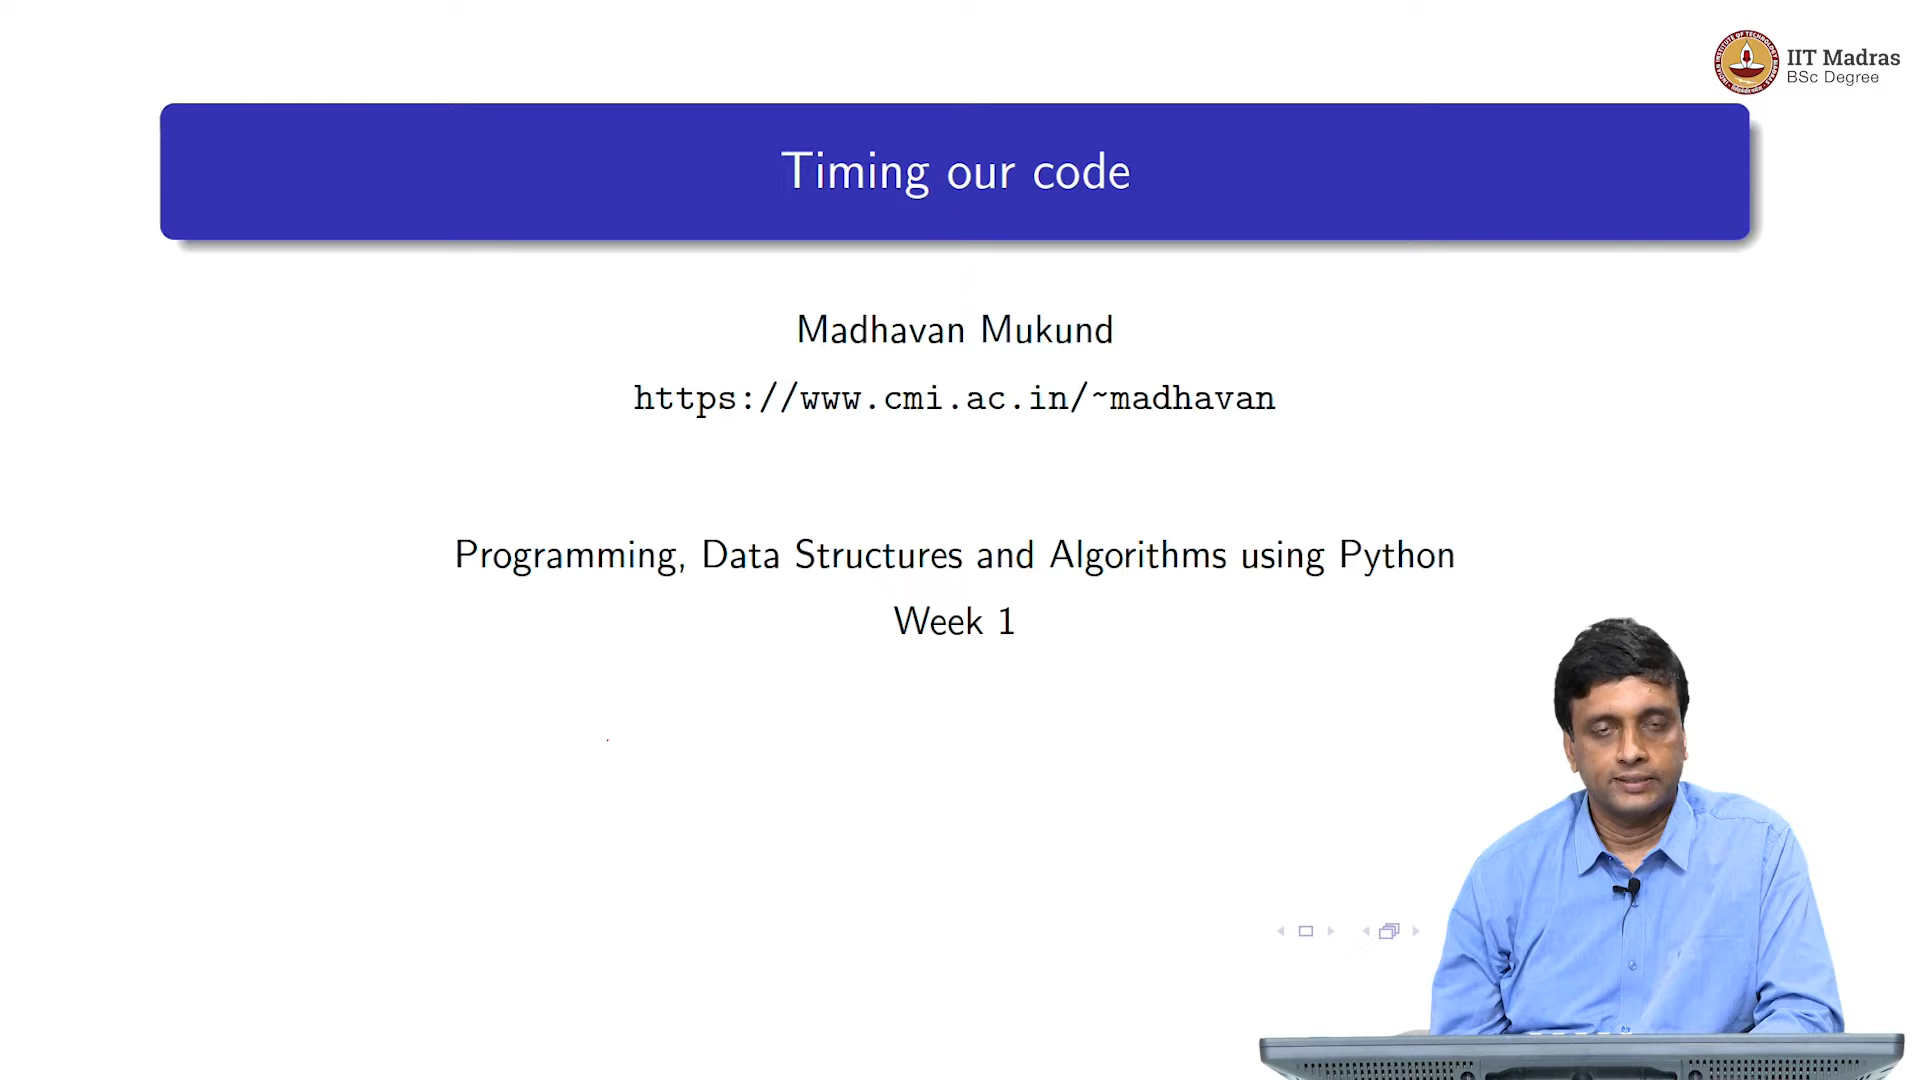 IIT Madras
BSc Degree
Timing our code
Madhavan Mukund
https://www.cmi.ac.in/~madhavan
Programming, Data Structures and Algorithms using Python
Week 1